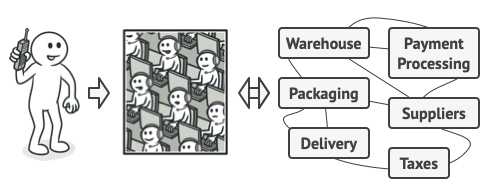 Warehouse
Payment
Processing
Packaging
Suppliers
Delivery
Taxes